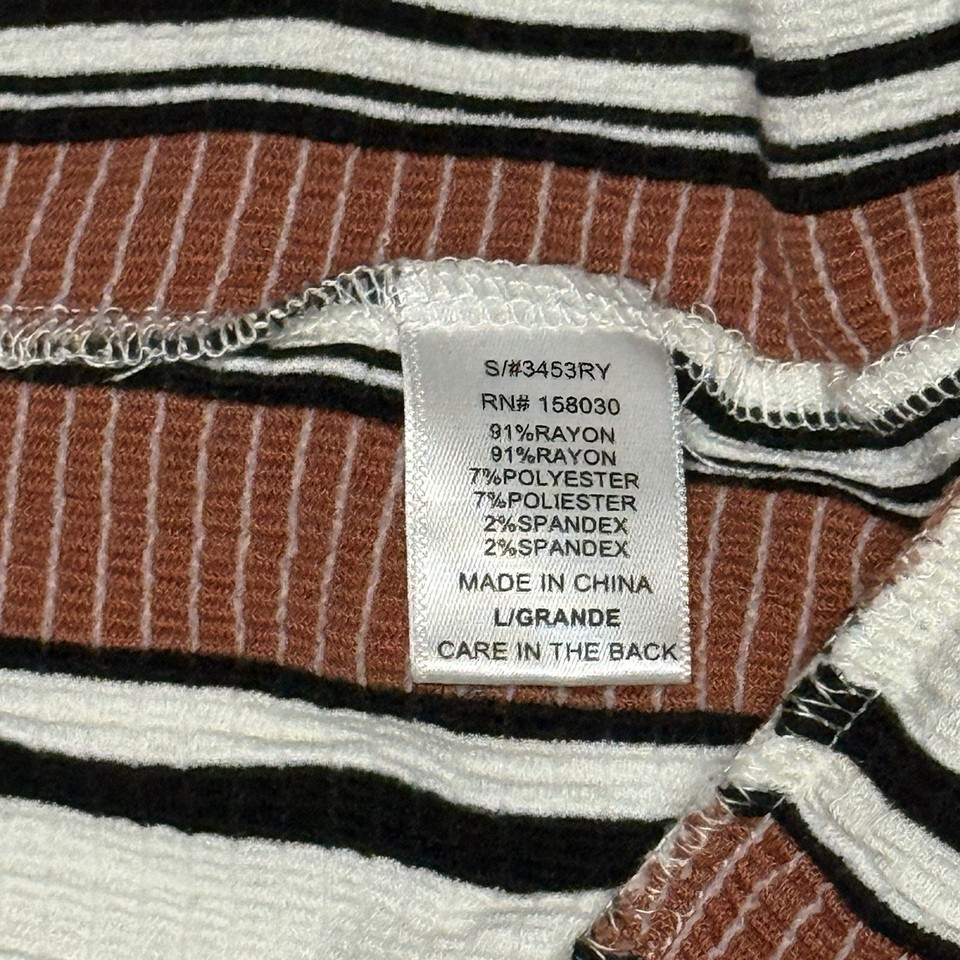 S/#3453RY
RN# 158030
91%RAYON
91%RAYON
7%POLYESTER
7%POLIESTER
2%SPANDEX
2%SPANDEX
MADE IN CHINA
L/GRANDE
CARE IN THE BACK